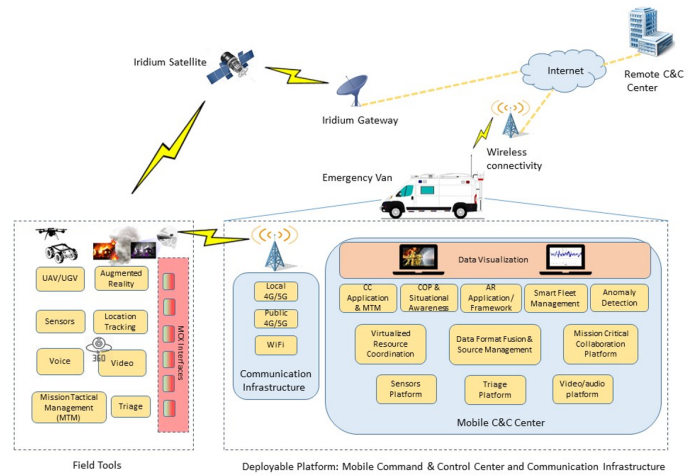 Iridium Satellite
Iridium Gateway
Internet
Remote C&C
Center
Wireless
connectivity
Emergency Van
UAV/UGV
Augmented
Reality
Sensors
Location
Tracking
Voice
360
Video
Mission Tactical
Management
(MTM)
Triage
MCX Interfaces
Field Tools
Local
4G/5G
Public
4G/5G
WiFi
Communication
Infrastructure
Data Visualization
CC
Application
& MTM
COP &
Situational
Awareness
AR
Application/
Framework
Smart Fleet
Management
Anomaly
Detection
Virtualized
Resource
Coordination
Data Format Fusion &
Source Management
Mission Critical
Collaboration
Platform
Sensors
Platform
Triage
Platform
Video/audio
platform
Mobile C&C Center
Deployable Platform: Mobile Command & Control Center and Communication Infrastructure